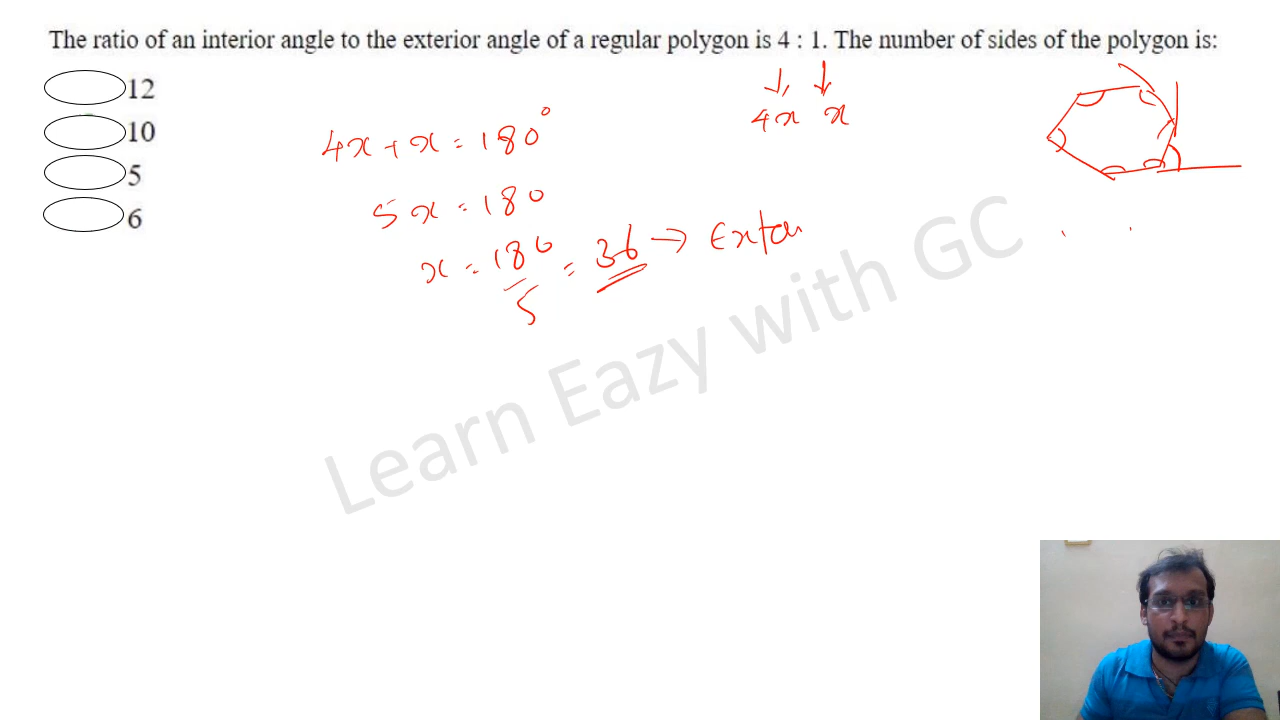 The ratio of an interior angle to the exterior angle of a regular polygon is 4 : 1. The number of sides of the polygon is:
12
10
5
6
4x x
4x + x = 180°
5x = 180
x = 180/5 = 36 →
Learn Eazy with GC